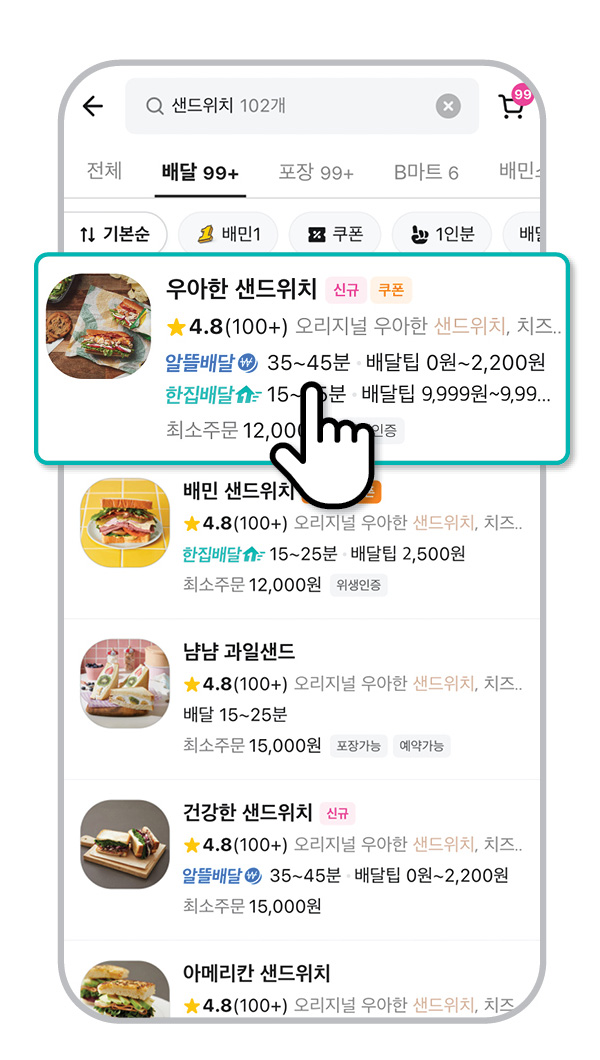 샌드위치 102개
99
전체 배달 99+ 포장 99+ B마트 6 배민
기본순 배민1 쿠폰 1인분 배달
우아한 샌드위치 신규 쿠폰
4.8(100+) 오리지널 우아한 샌드위치, 치즈..
알뜰배달 35~45분 · 배달팁 0원~2,200원
한집배달 15~ 5분 · 배달팁 9,999원~9,99...
최소주문 12,00 인증
배민 샌드위치
4.8(100+) 오리지널 우아한 샌드위치, 치즈..
한집배달 15~25분 · 배달팁 2,500원
최소주문 12,000원 위생인증
냠냠 과일샌드
4.8(100+) 오리지널 우아한 샌드위치, 치즈..
배달 15~25분
최소주문 15,000원 포장가능 예약가능
건강한 샌드위치 신규
4.8(100+) 오리지널 우아한 샌드위치, 치즈..
알뜰배달 35~45분 · 배달팁 0원~2,200원
최소주문 15,000원
아메리칸 샌드위치
4.8(100+) 오리지널 우아한 샌드위치, 치즈